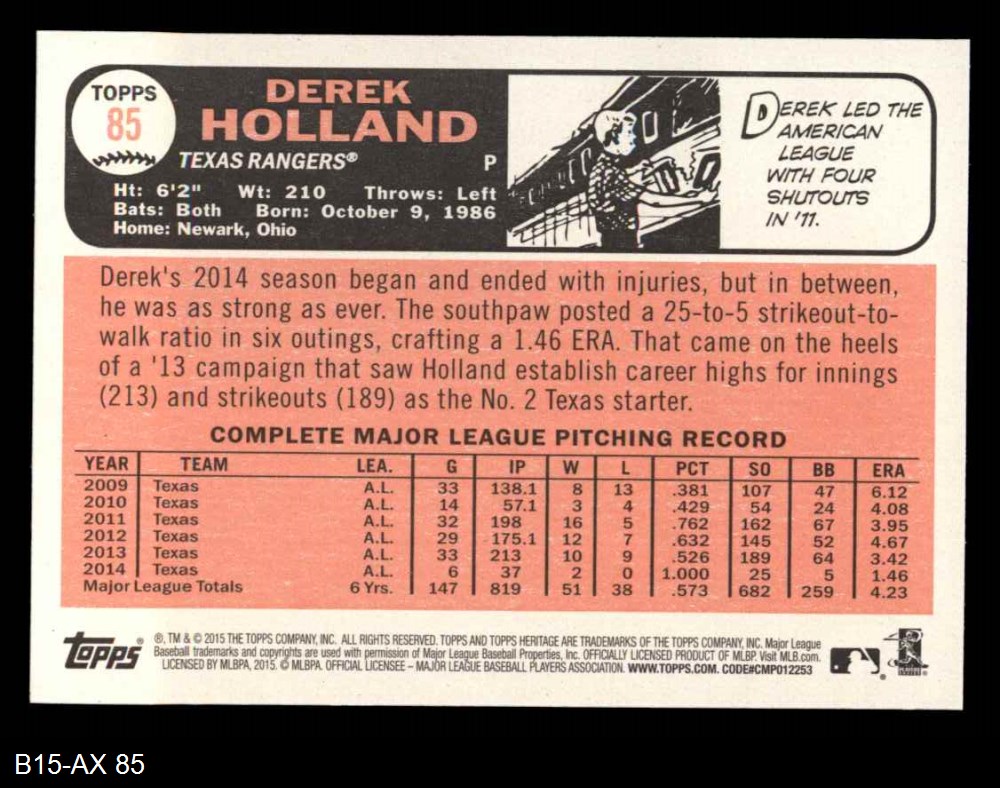 TOPPS
85
DEREK
HOLLAND
TEXAS RANGERS® P
Ht: 6'2" Wt: 210 Throws: Left
Bats: Both Born: October 9, 1986
Home: Newark, Ohio
DEREK LED THE
AMERICAN
LEAGUE
WITH FOUR
SHUTOUTS
IN '11.
Derek's 2014 season began and ended with injuries, but in between,
he was as strong as ever. The southpaw posted a 25-to-5 strikeout-to-
walk ratio in six outings, crafting a 1.46 ERA. That came on the heels
of a '13 campaign that saw Holland establish career highs for innings
(213) and strikeouts (189) as the No. 2 Texas starter.
COMPLETE MAJOR LEAGUE PITCHING RECORD
YEAR TEAM LEA. G IP W L PCT SO BB ERA
2009 Texas A.L. 33 138.1 8 13 .381 107 47 6.12
2010 Texas A.L. 14 57.1 3 4 .429 54 24 4.08
2011 Texas A.L. 32 198 16 5 .762 162 67 3.95
2012 Texas A.L. 29 175.1 12 7 .632 145 52 4.67
2013 Texas A.L. 33 213 10 9 .526 189 64 3.42
2014 Texas A.L. 6 37 2 0 1.000 25 5 1.46
Major League Totals 6 Yrs. 147 819 51 38 .573 682 259 4.23
Topps®
®, TM & © 2015 THE TOPPS COMPANY, INC. ALL RIGHTS RESERVED. TOPPS AND TOPPS HERITAGE ARE TRADEMARKS OF THE TOPPS COMPANY, INC. Major League
Baseball trademarks and copyrights are used with permission of Major League Baseball Properties, Inc. OFFICIALLY LICENSED PRODUCT OF MLBP. Visit MLB.com.
LICENSED BY MLBPA, 2015. © MLBPA. OFFICIAL LICENSEE – MAJOR LEAGUE BASEBALL PLAYERS ASSOCIATION. WWW.TOPPS.COM. CODE#CMP012253
B15-AX 85